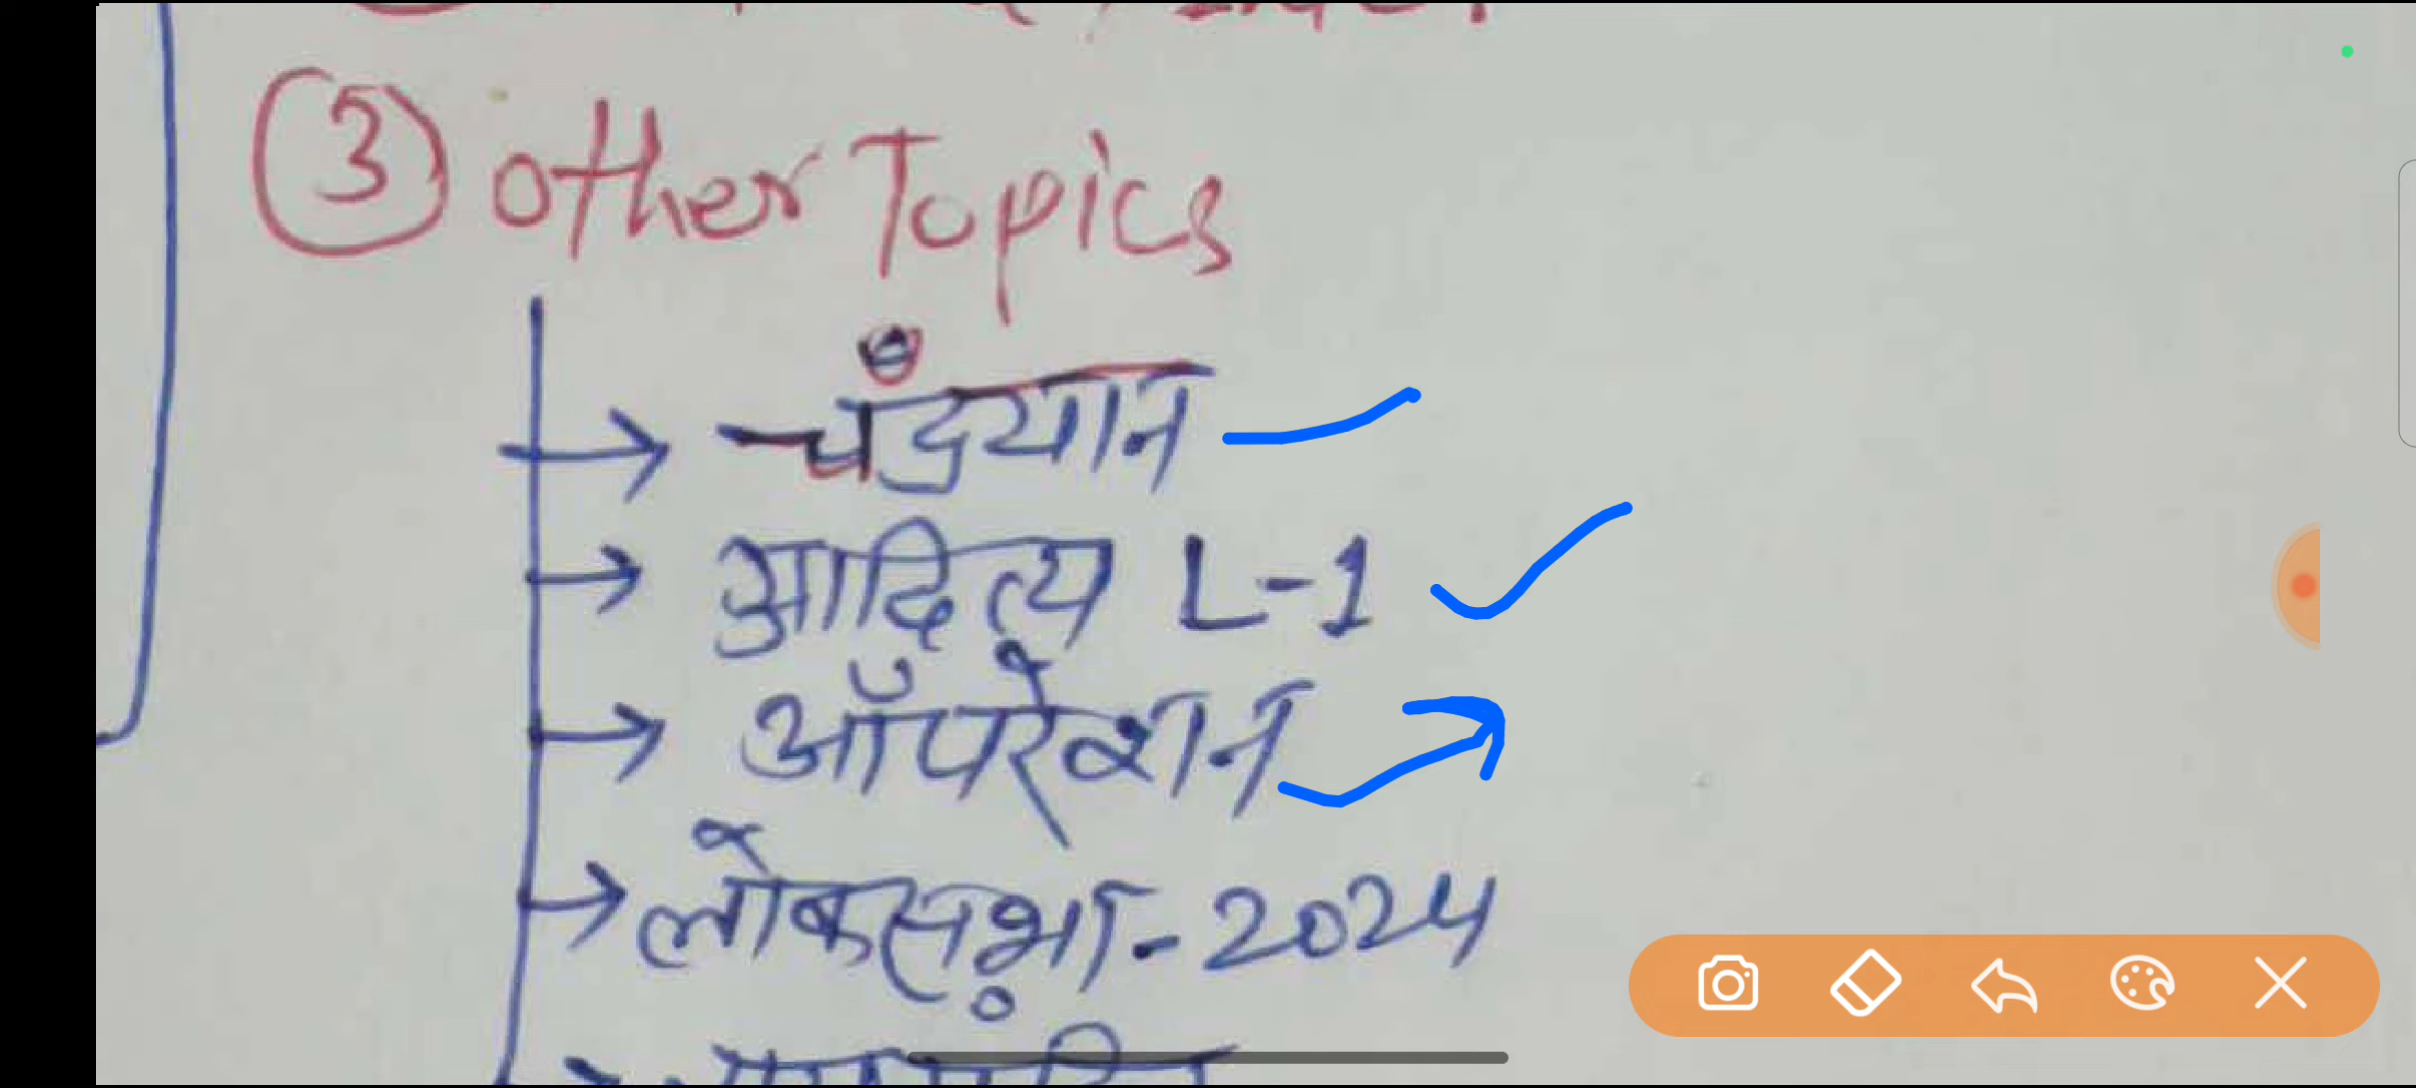 3 Other Topics
चंद्रयान
आदित्य L-1
ऑपरेशन
लोकसभा - 2024